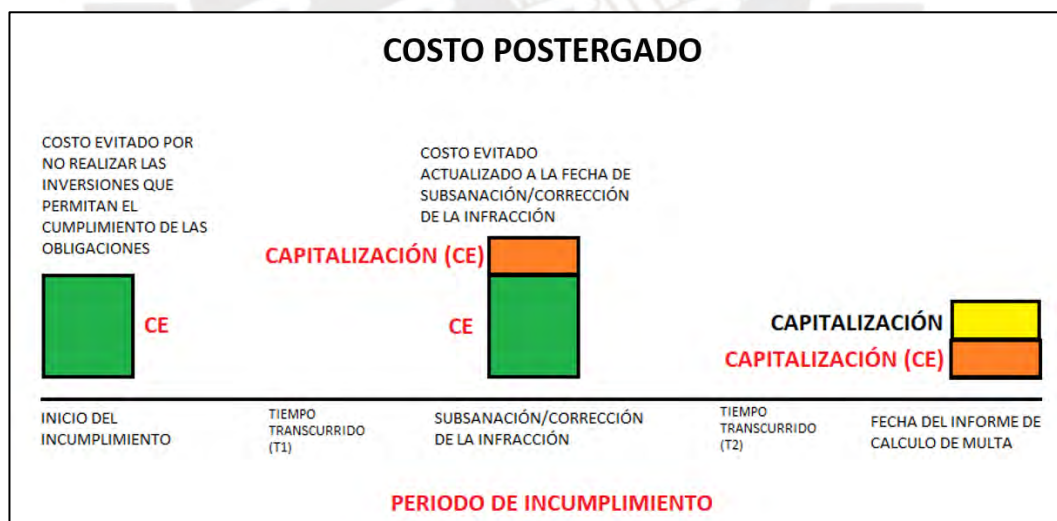 COSTO POSTERGADO
COSTO EVITADO POR
NO REALIZAR LAS
INVERSIONES QUE
PERMITAN EL
CUMPLIMIENTO DE LAS
OBLIGACIONES
CE
COSTO EVITADO
ACTUALIZADO A LA FECHA DE
SUBSANACIÓN/CORRECCIÓN
DE LA INFRACCIÓN
CAPITALIZACIÓN (CE)
CE
CAPITALIZACIÓN
CAPITALIZACIÓN (CE)
INICIO DEL
INCUMPLIMIENTO
TIEMPO
TRANSCURRIDO
(T1)
SUBSANACIÓN/CORRECCIÓN
DE LA INFRACCIÓN
TIEMPO
TRANSCURRIDO
(T2)
FECHA DEL INFORME DE
CALCULO DE MULTA
PERIODO DE INCUMPLIMIENTO